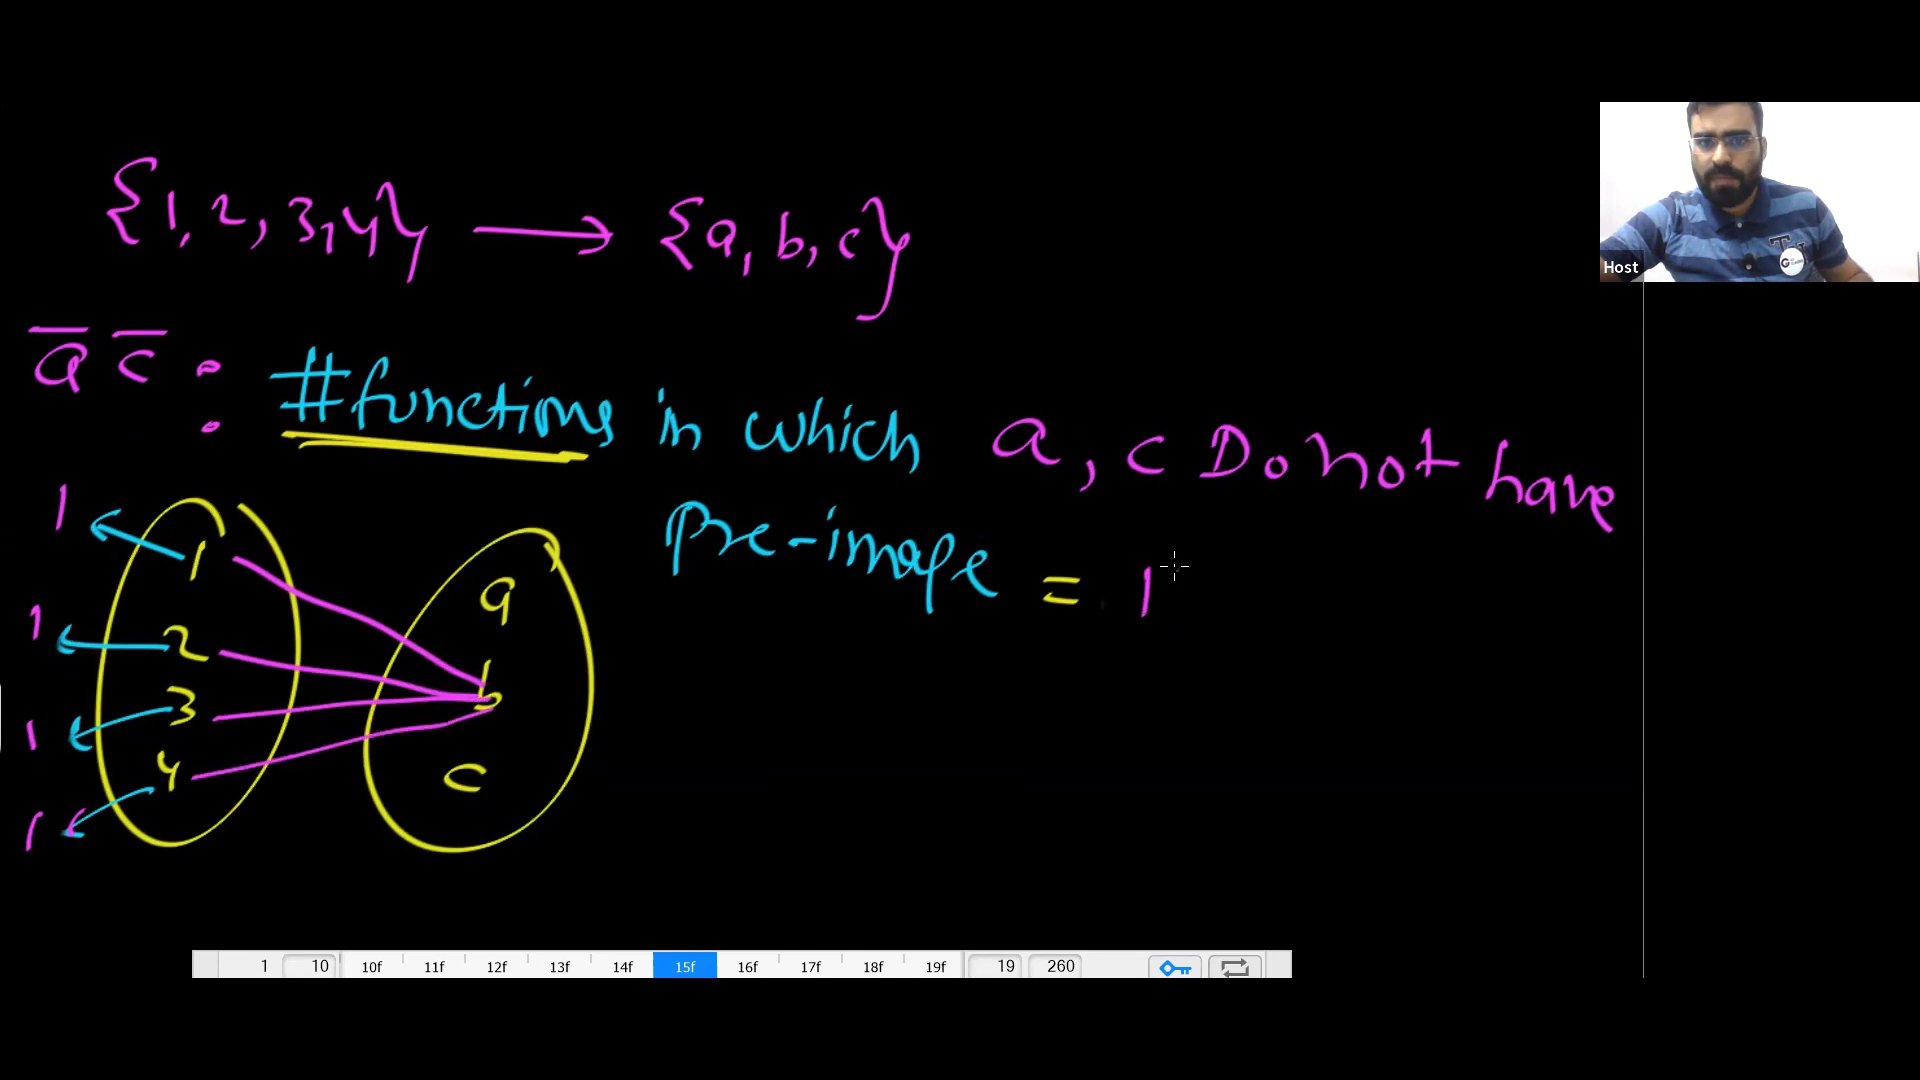 {1, 2, 3, 4} → {a, b, c}
Host
a̅ c̅ : #functions in which a, c Do not have
pre-image = 1
1 1
1 2
1 3
1 4
a
b
c
1 10 10f 11f 12f 13f 14f 15f 16f 17f 18f 19f 19 260